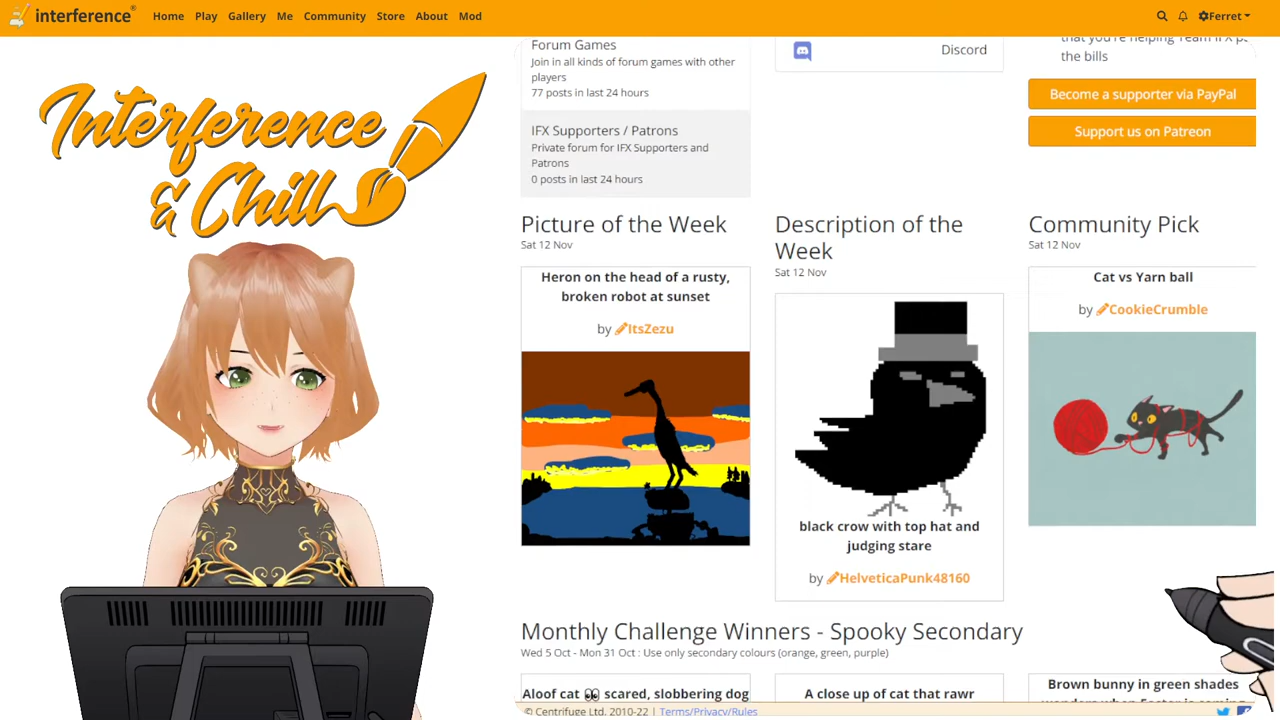 interference®
Home Play Gallery Me Community Store About Mod
Ferret
Interference
& Chill
Forum Games
Join in all kinds of forum games with other
players
77 posts in last 24 hours
IFX Supporters / Patrons
Private forum for IFX Supporters and
Patrons
0 posts in last 24 hours
Discord
the bills
Become a supporter via PayPal
Support us on Patreon
Picture of the Week
Sat 12 Nov
Heron on the head of a rusty,
broken robot at sunset
by ItsZezu
Description of the
Week
Sat 12 Nov
black crow with top hat and
judging stare
by HelveticaPunk48160
Community Pick
Sat 12 Nov
Cat vs Yarn ball
by CookieCrumble
Monthly Challenge Winners - Spooky Secondary
Wed 5 Oct - Mon 31 Oct : Use only secondary colours (orange, green, purple)
Aloof cat 👀 scared, slobbering dog
A close up of cat that rawr
Brown bunny in green shades
© Centrifuge Ltd. 2010-22 | Terms/Privacy/Rules